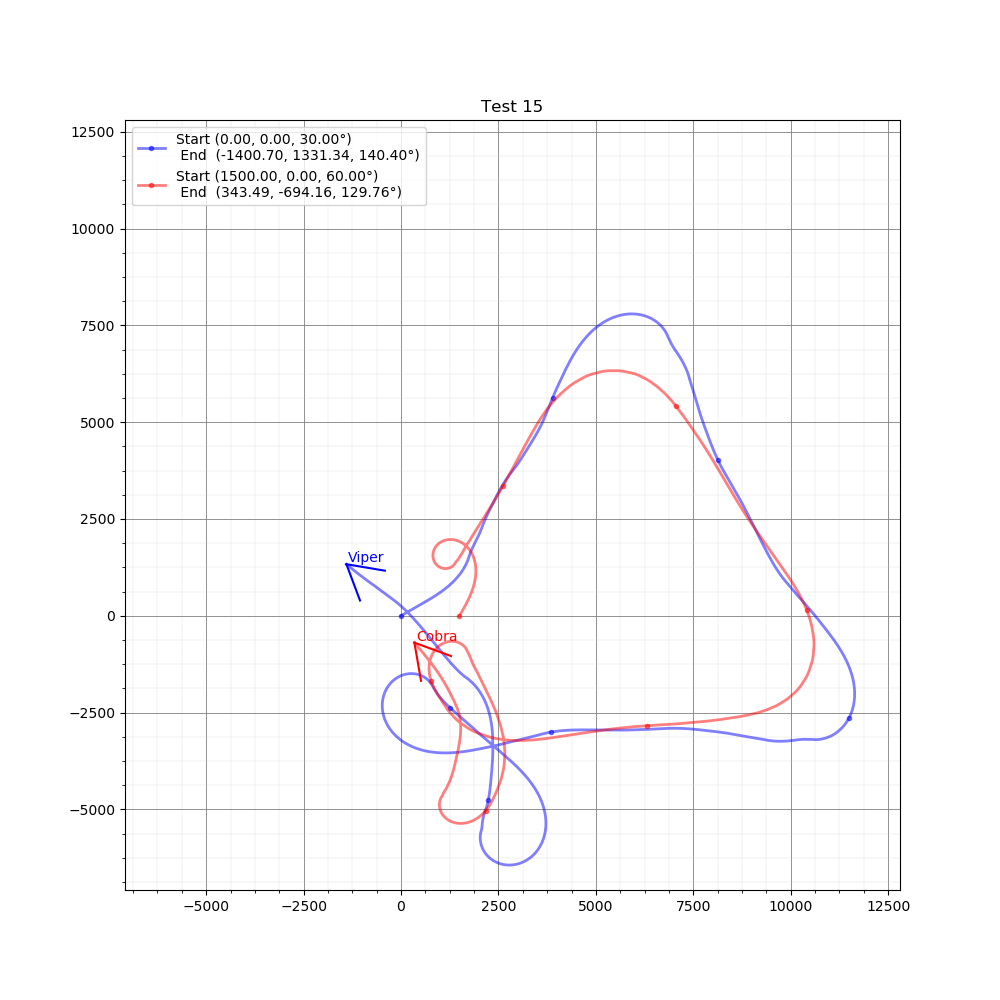 Test 15
Start (0.00, 0.00, 30.00°)
End  (-1400.70, 1331.34, 140.40°)
Start (1500.00, 0.00, 60.00°)
End  (343.49, -694.16, 129.76°)
12500
10000
7500
5000
2500
0
−2500
−5000
Viper
Cobra
−5000 −2500 0 2500 5000 7500 10000 12500